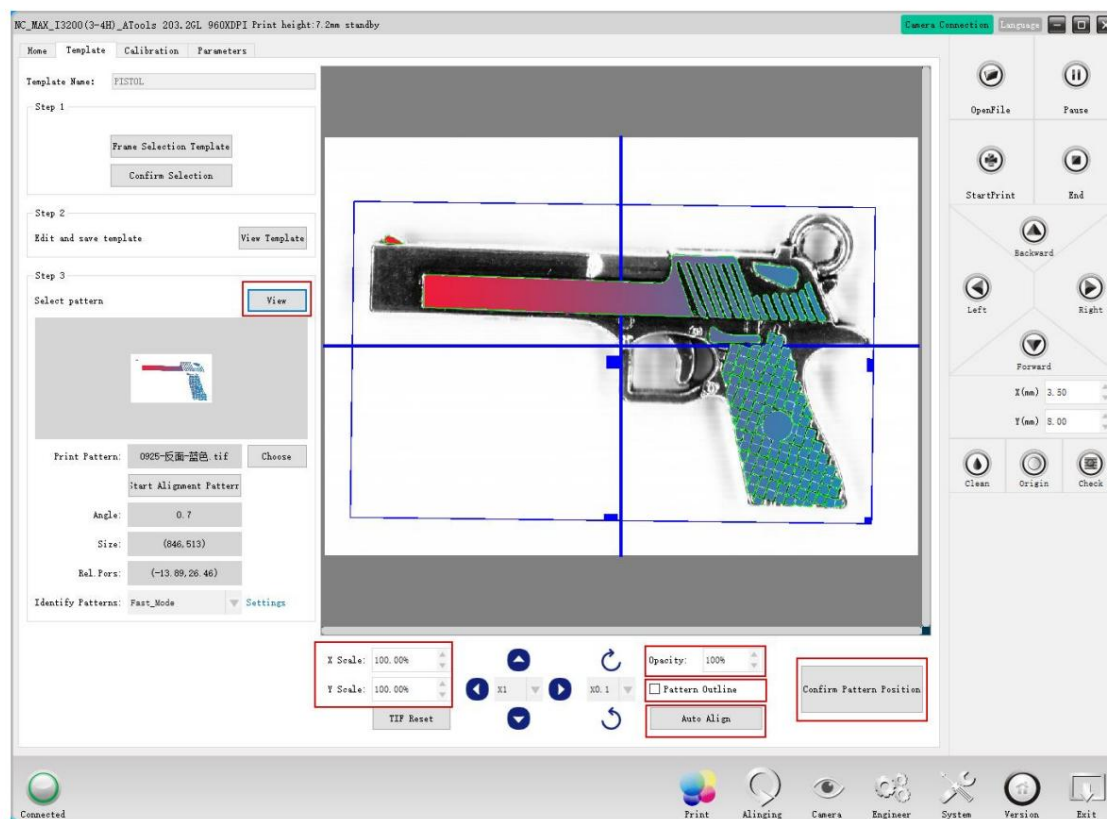 NC_MAX_I3200(3-4H)_ATools 203.2GL 960XDPI Print height:7.2mm standby
Camera Connection
Language
Home Template Calibration Parameters
Template Name: PISTOL
Step 1
Frame Selection Template
Confirm Selection
Step 2
Edit and save template View Template
Step 3
Select pattern View
Print Pattern: 0925-反面-蓝色.tif Choose
Start Alignment Pattern
Angle: 0.7
Size: (846,513)
Rel.Pors: (-13.89,26.46)
Identify Patterns: Fast_Mode Settings
X Scale: 100.00%
Y Scale: 100.00%
TIF Reset
X1
X0.1
Opacity: 100%
Pattern Outline
Auto Align
Confirm Pattern Position
OpenFile Pause
StartPrint End
Backward
Left Right
Forward
X(mm) 3.50
Y(mm) 5.00
Clean Origin Check
Connected
Print Alinging Camera Engineer System Version Exit